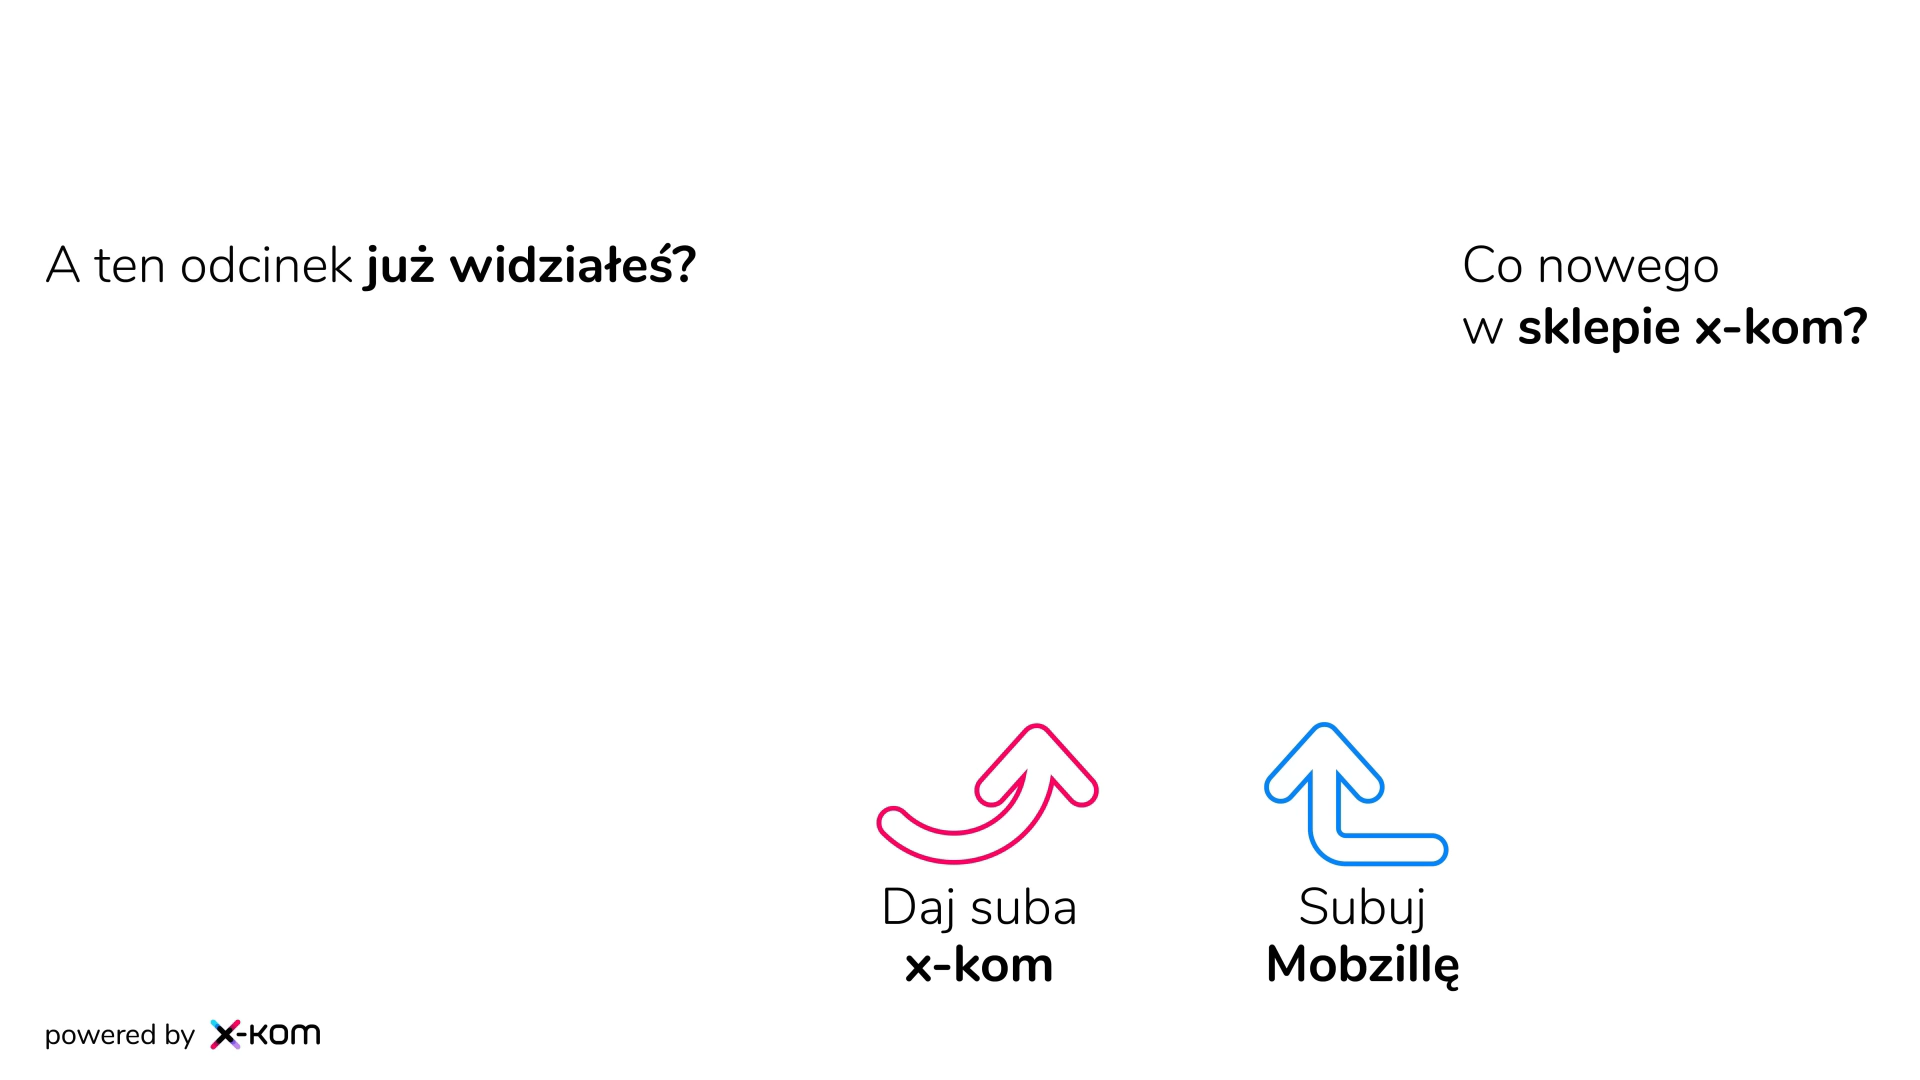 A ten odcinek już widziałeś?
Co nowego
w sklepie x-kom?
Daj suba
x-kom
Subuj
Mobzillę
powered by x-kom